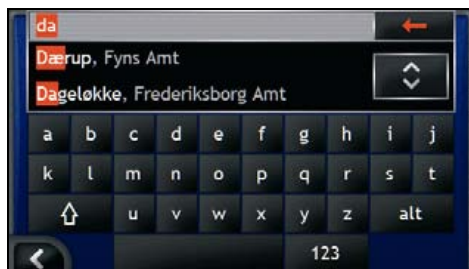 da
Dærup, Fyns Amt
Dageløkke, Frederiksborg Amt
a b c d e f g h i j
k l m n o p q r s t
u v w x y z alt
123